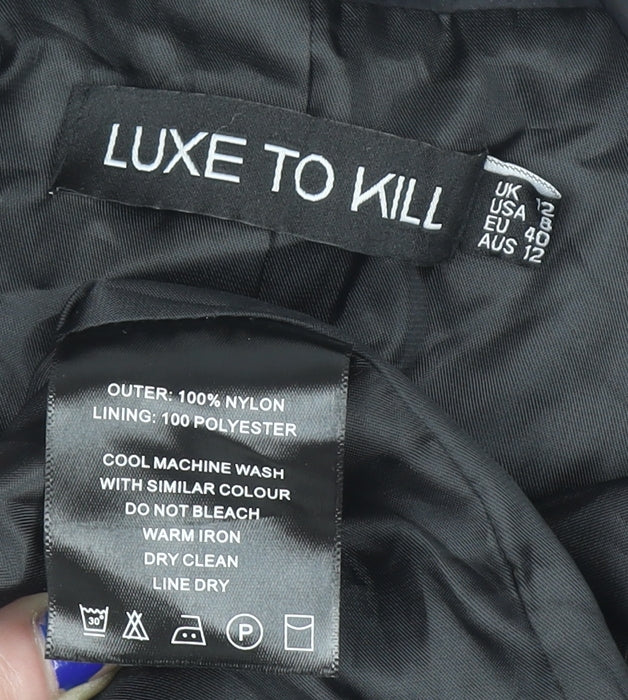 LUXE TO KILL
UK 12
USA 8
EU 40
AUS 12
OUTER: 100% NYLON
LINING: 100 POLYESTER
COOL MACHINE WASH
WITH SIMILAR COLOUR
DO NOT BLEACH
WARM IRON
DRY CLEAN
LINE DRY
30°
P